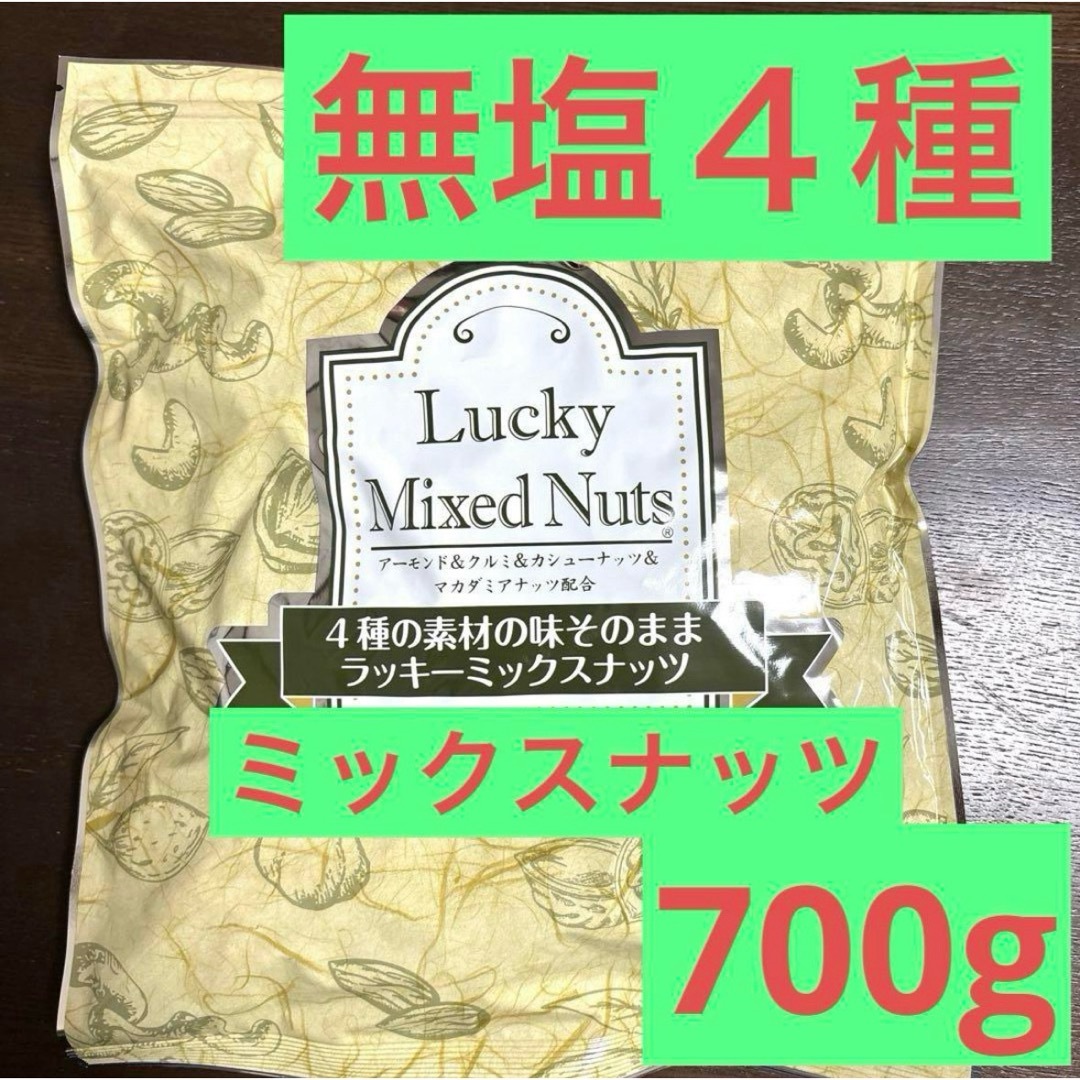 無塩４種
Lucky
Mixed Nuts®
アーモンド&クルミ&カシューナッツ&
マカダミアナッツ配合
４種の素材の味そのまま
ラッキーミックスナッツ
ミックスナッツ
700g